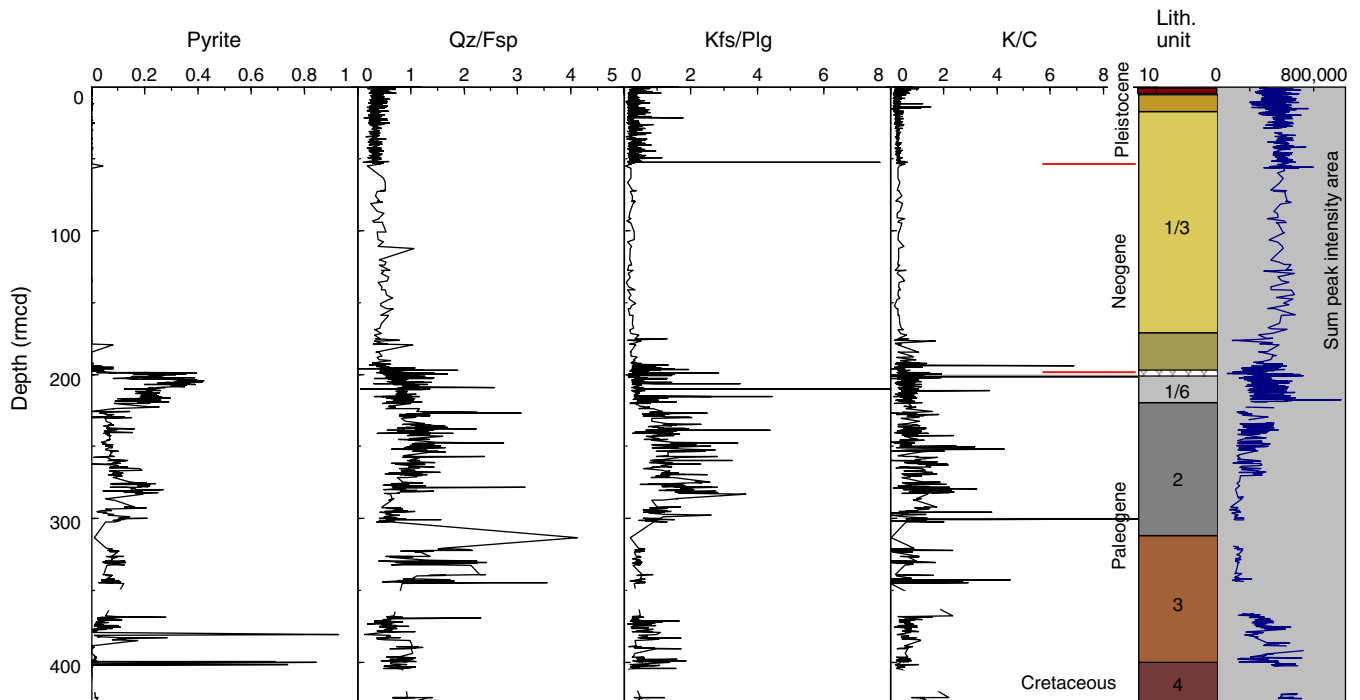 Pyrite
Qz/Fsp
Kfs/Plg
K/C
Lith.
unit
0 0.2 0.4 0.6 0.8 1
0 1 2 3 4 5
0 2 4 6 8
0 2 4 6 8
10 0 800,000
0
100
200
300
400
Depth (rmcd)
Pleistocene
Neogene
Paleogene
Cretaceous
1/3
1/6
2
3
4
Sum peak intensity area